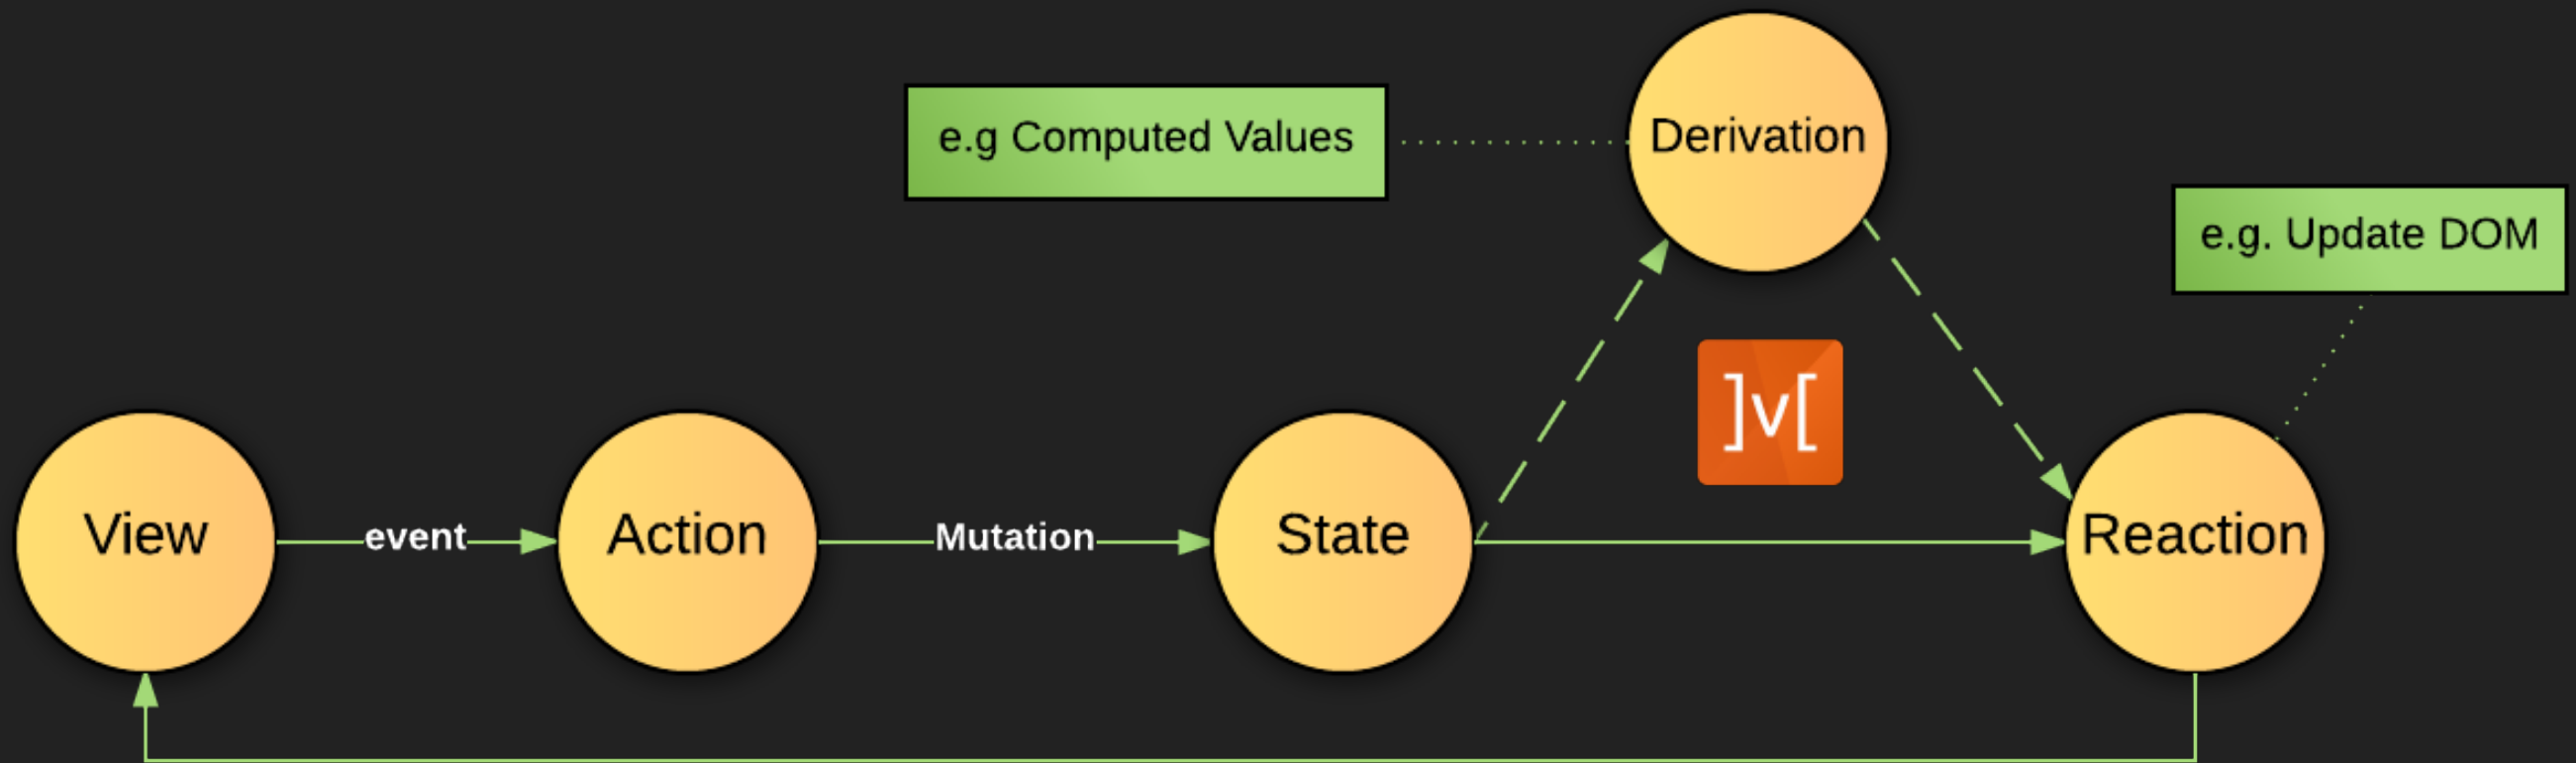 Derivation
e.g Computed Values
e.g. Update DOM
]v[
View
event
Action
Mutation
State
Reaction